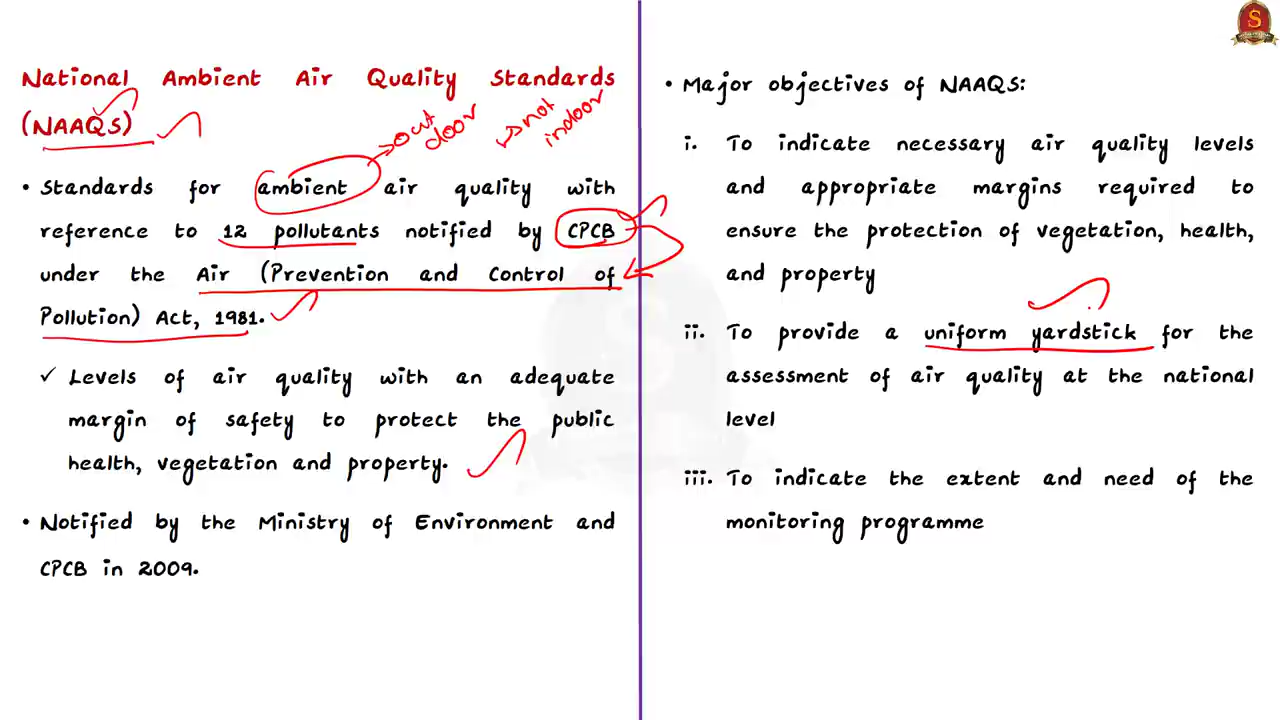 National Ambient Air Quality Standards
(NAAQS)
out
door
not
indoor
• Standards for ambient air quality with
reference to 12 pollutants notified by CPCB
under the Air (Prevention and Control of
Pollution) Act, 1981.
✓ Levels of air quality with an adequate
margin of safety to protect the public
health, vegetation and property.
• Notified by the Ministry of Environment and
CPCB in 2009.
• Major objectives of NAAQS:
i. To indicate necessary air quality levels
and appropriate margins required to
ensure the protection of vegetation, health,
and property
ii. To provide a uniform yardstick for the
assessment of air quality at the national
level
iii. To indicate the extent and need of the
monitoring programme
S